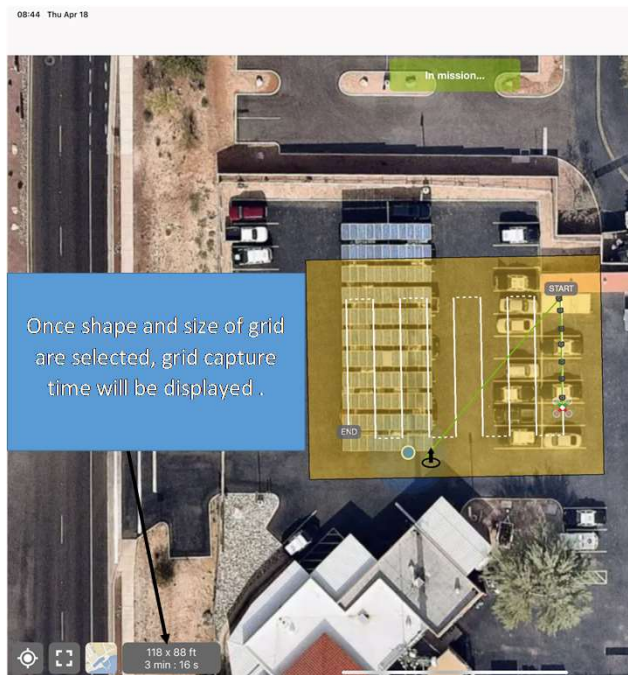 08:44 Thu Apr 18
In mission...
START
Once shape and size of grid
are selected, grid capture
time will be displayed .
END
118 x 88 ft
3 min : 16 s